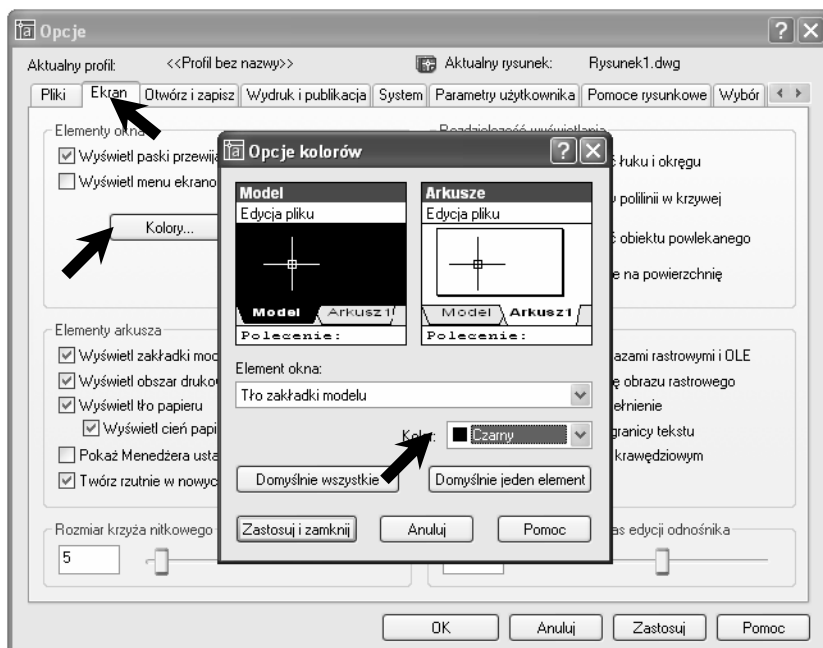 Opcje
Aktualny profil: <<Profil bez nazwy>> Aktualny rysunek: Rysunek1.dwg
Pliki Ekran Otwórz i zapisz Wydruk i publikacja System Parametry użytkownika Pomoce rysunkowe Wybór
Elementy okna
Wyświetl paski przewija
Wyświetl menu ekrano
Kolory...
Rozdzielczość wyświetlania
łuku i okręgu
polilinii w krzywej
obiektu powlekanego
na powierzchnię
Opcje kolorów
Model
Edycja pliku
Model Arkusz1
Polecenie:
Arkusze
Edycja pliku
Model Arkusz1
Polecenie:
Element okna:
Tło zakładki modelu
Kolor: Czarny
Domyślnie wszystkie Domyślnie jeden element
Zastosuj i zamknij Anuluj Pomoc
Elementy arkusza
Wyświetl zakładki mod
Wyświetl obszar druko
Wyświetl tło papieru
Wyświetl cień papi
Pokaż Menedżera usta
Twórz rzutnie w nowyc
azami rastrowymi i OLE
obrazu rastrowego
ełnienie
granicy tekstu
krawędziowym
Rozmiar krzyża nitkowego
5
as edycji odnośnika
OK Anuluj Zastosuj Pomoc